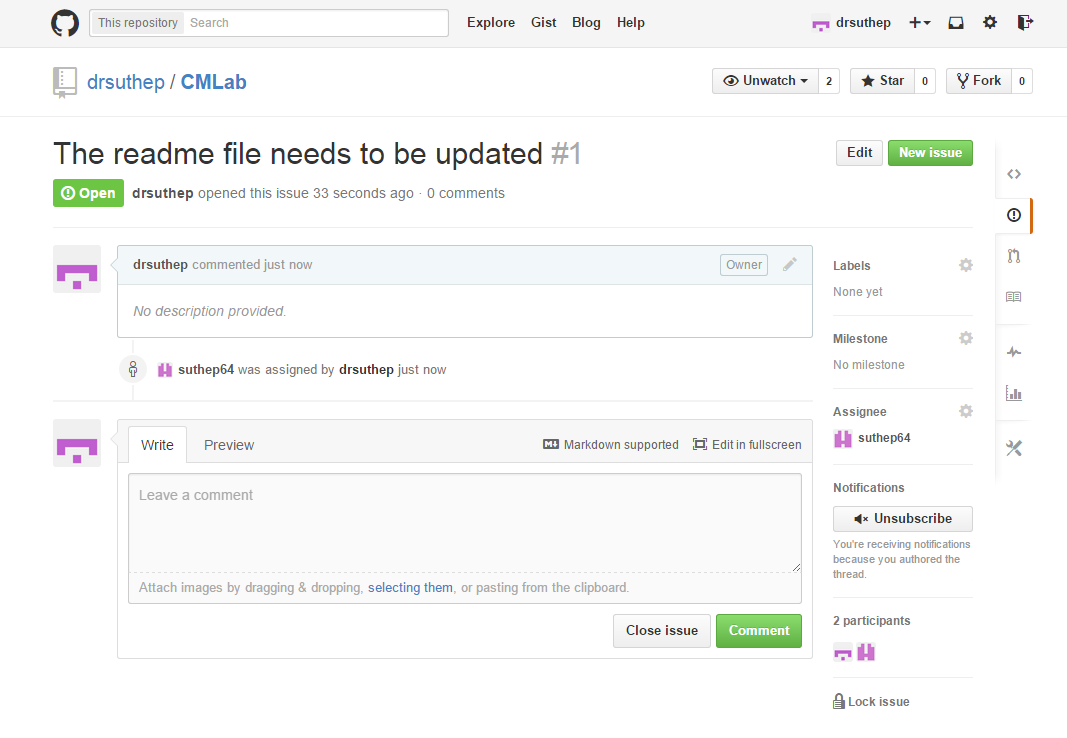 This repository Search Explore Gist Blog Help drsuthep
drsuthep / CMLab Unwatch 2 Star 0 Fork 0
The readme file needs to be updated #1 Edit New issue
Open drsuthep opened this issue 33 seconds ago · 0 comments
drsuthep commented just now Owner
No description provided.
suthep64 was assigned by drsuthep just now
Write Preview Markdown supported Edit in fullscreen
Leave a comment
Attach images by dragging & dropping, selecting them, or pasting from the clipboard.
Close issue Comment
Labels
None yet
Milestone
No milestone
Assignee
suthep64
Notifications
Unsubscribe
You're receiving notifications
because you authored the
thread.
2 participants
Lock issue